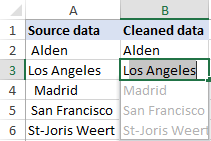 A B
1 Source data Cleaned data
2 Alden Alden
3 Los Angeles Los Angeles
4 Madrid Madrid
5 San Francisco San Francisco
6 St-Joris Weert St-Joris Weert